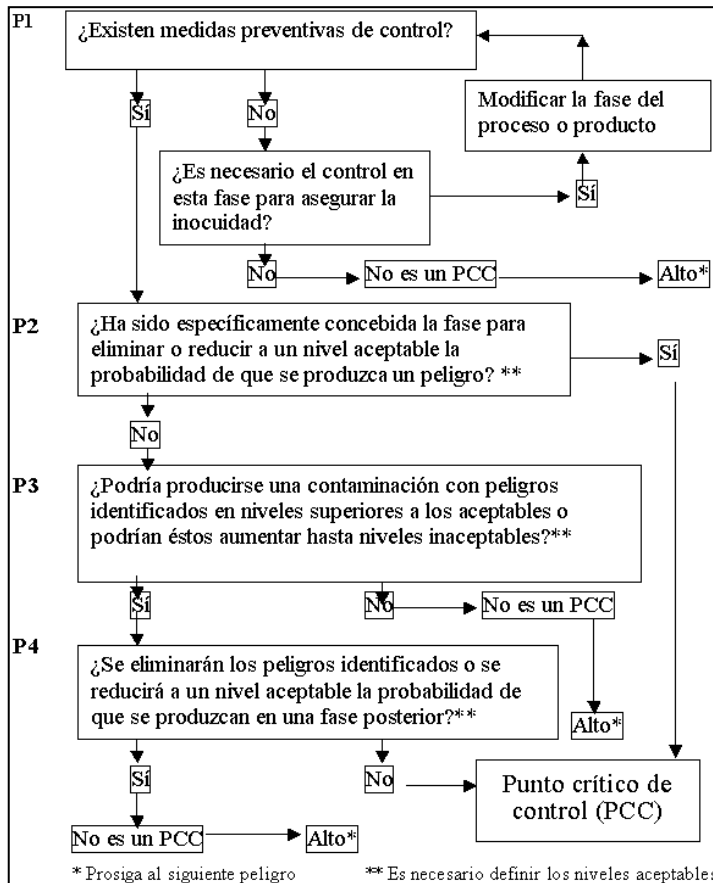 P1
¿Existen medidas preventivas de control?
Sí
No
Modificar la fase del
proceso o producto
¿Es necesario el control en
esta fase para asegurar la
inocuidad?
Sí
No
No es un PCC
Alto*
P2
¿Ha sido específicamente concebida la fase para
eliminar o reducir a un nivel aceptable la
probabilidad de que se produzca un peligro? **
Sí
No
P3
¿Podría producirse una contaminación con peligros
identificados en niveles superiores a los aceptables o
podrían éstos aumentar hasta niveles inaceptables?**
Sí
No
No es un PCC
Alto*
P4
¿Se eliminarán los peligros identificados o se
reducirá a un nivel aceptable la probabilidad de
que se produzcan en una fase posterior?**
Sí
No
Punto crítico de
control (PCC)
No es un PCC
Alto*
* Prosiga al siguiente peligro
** Es necesario definir los niveles aceptables